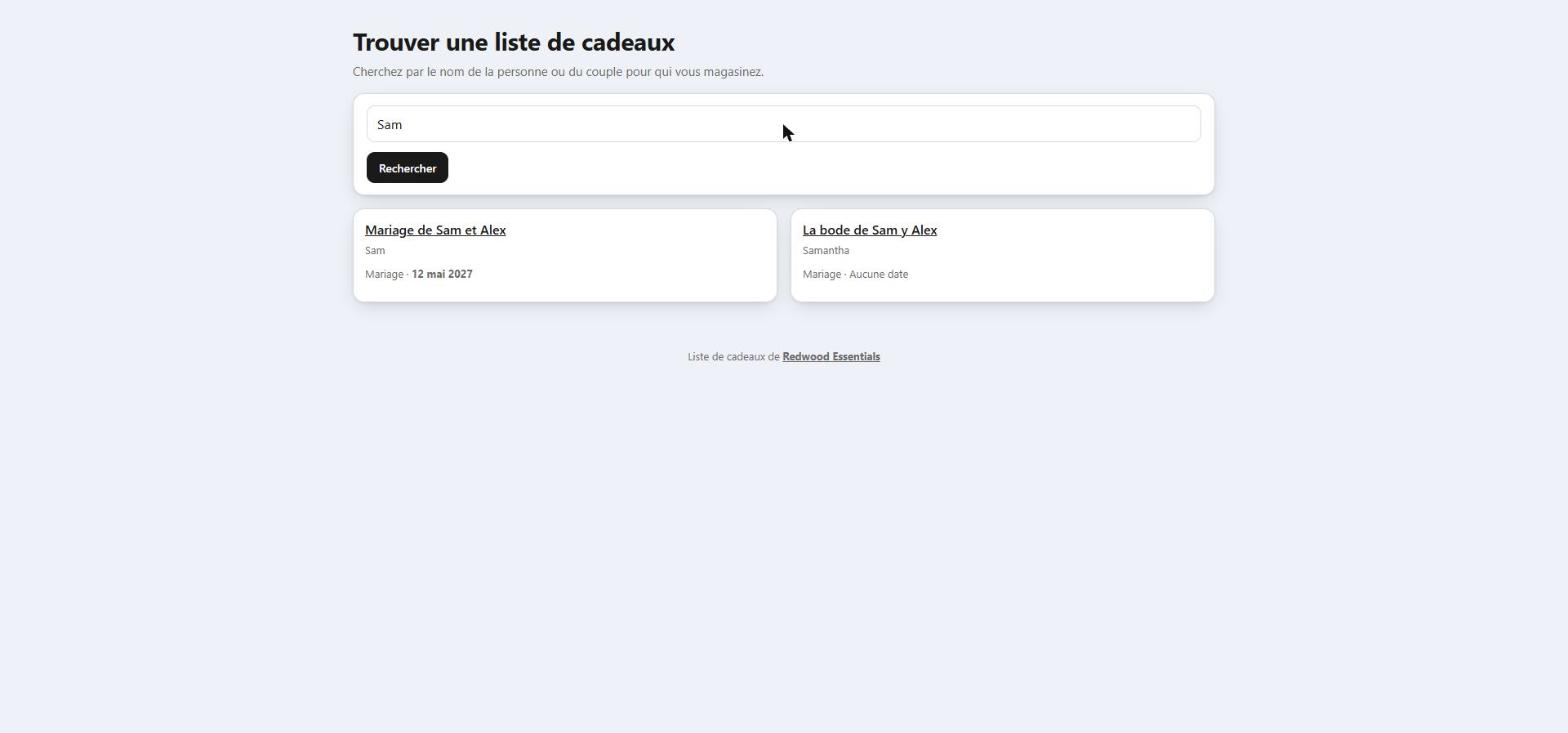 Trouver une liste de cadeaux
Cherchez par le nom de la personne ou du couple pour qui vous magasinez.
Sam
Rechercher
Mariage de Sam et Alex
Sam
Mariage · 12 mai 2027
La bode de Sam y Alex
Samantha
Mariage · Aucune date
Liste de cadeaux de Redwood Essentials